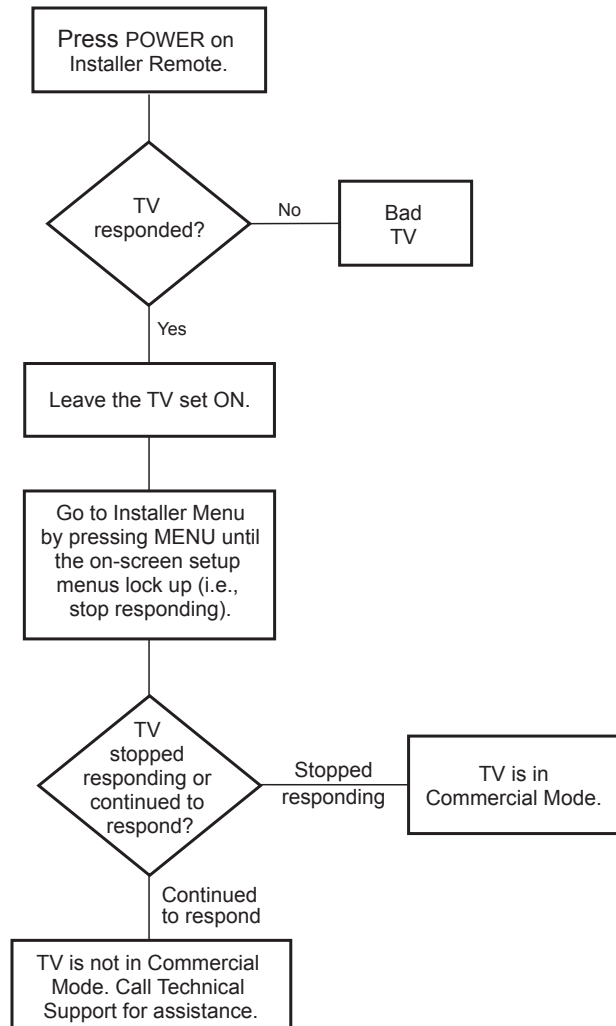 Press POWER on
Installer Remote.
TV
responded?
No
Bad
TV
Yes
Leave the TV set ON.
Go to Installer Menu
by pressing MENU until
the on-screen setup
menus lock up (i.e.,
stop responding).
TV
stopped
responding or
continued to
respond?
Stopped
responding
TV is in
Commercial Mode.
Continued
to respond
TV is not in Commercial
Mode. Call Technical
Support for assistance.